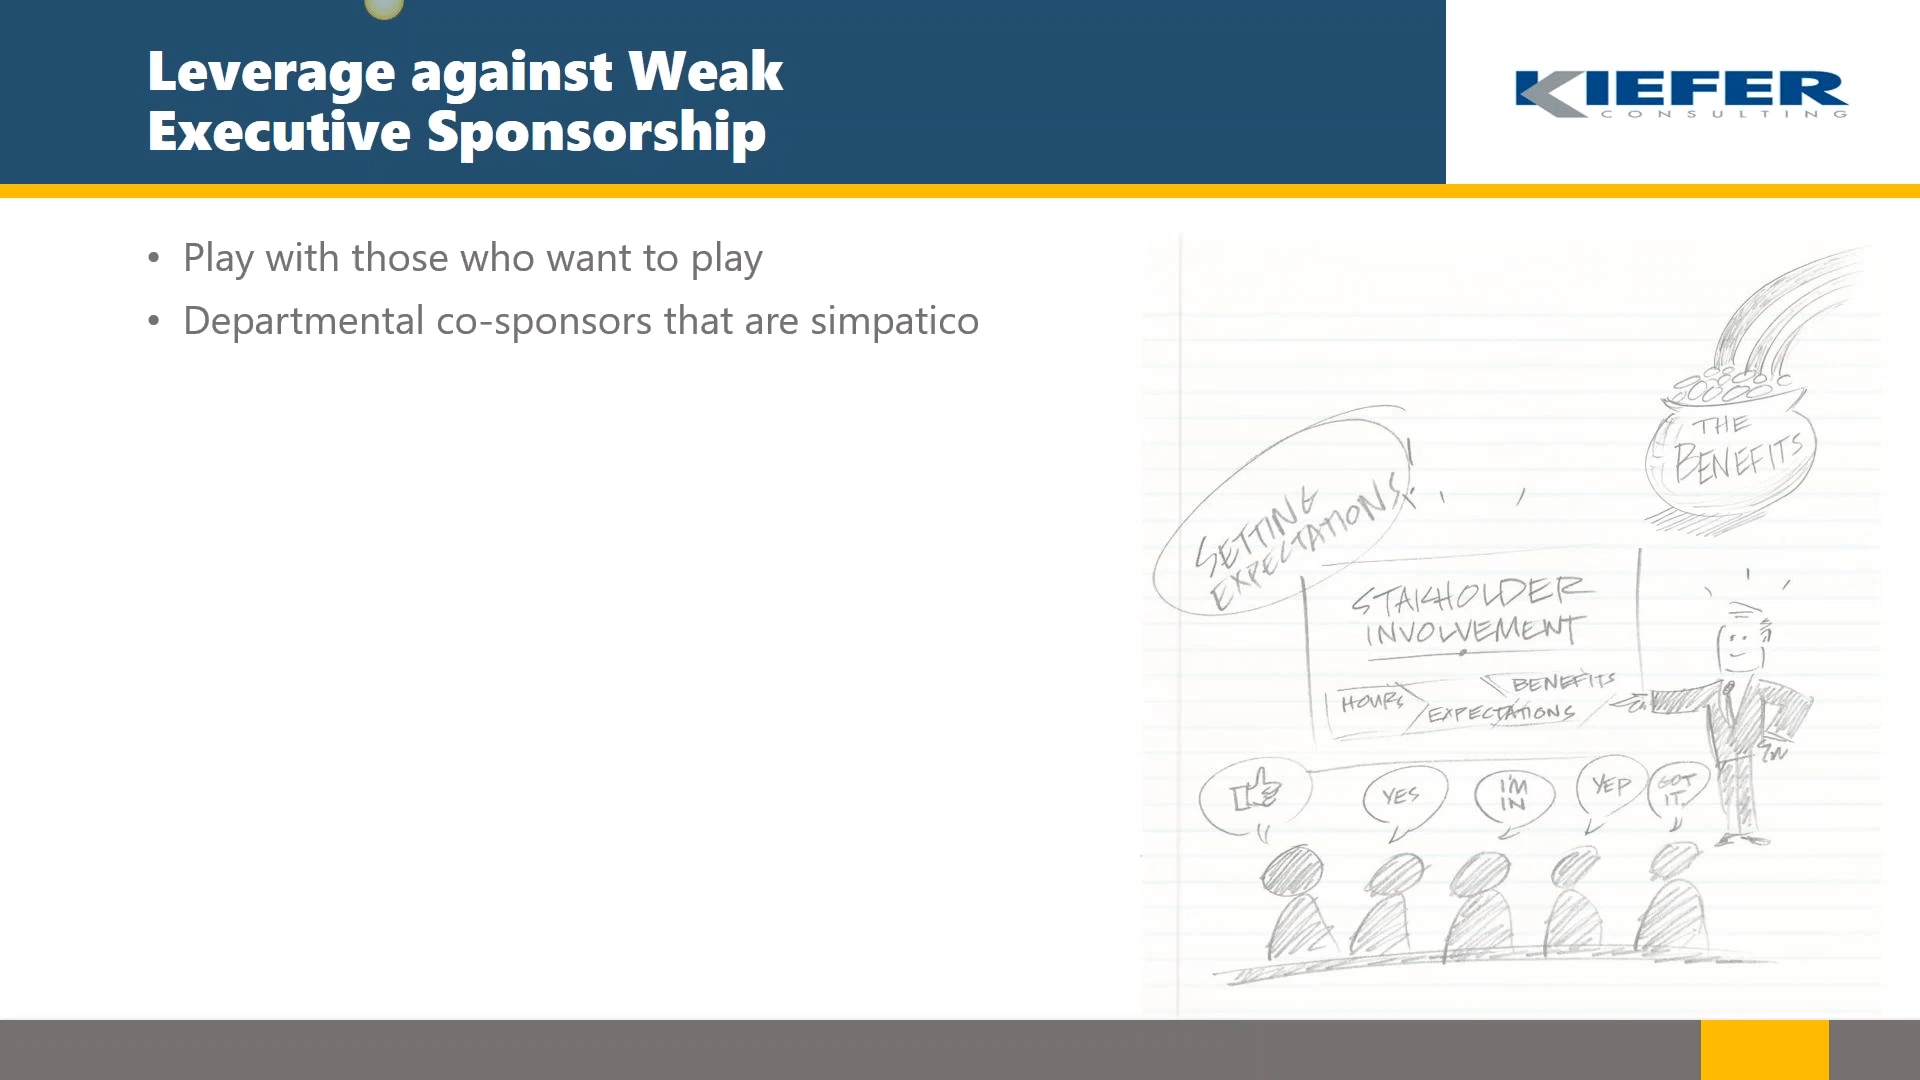 Leverage against Weak
Executive Sponsorship
KIEFER
CONSULTING
• Play with those who want to play
• Departmental co-sponsors that are simpatico
THE
BENEFITS
SETTING
EXPECTATIONS
STAKHOLDER
INVOLVEMENT
HOURS
BENEFITS
EXPECTATIONS
YES
I'M
IN
YEP
GOT
IT.